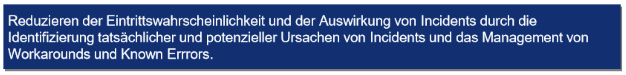 Reduzieren der Eintrittswahrscheinlichkeit und der Auswirkung von Incidents durch die
Identifizierung tatsächlicher und potenzieller Ursachen von Incidents und das Management von
Workarounds und Known Errrors.